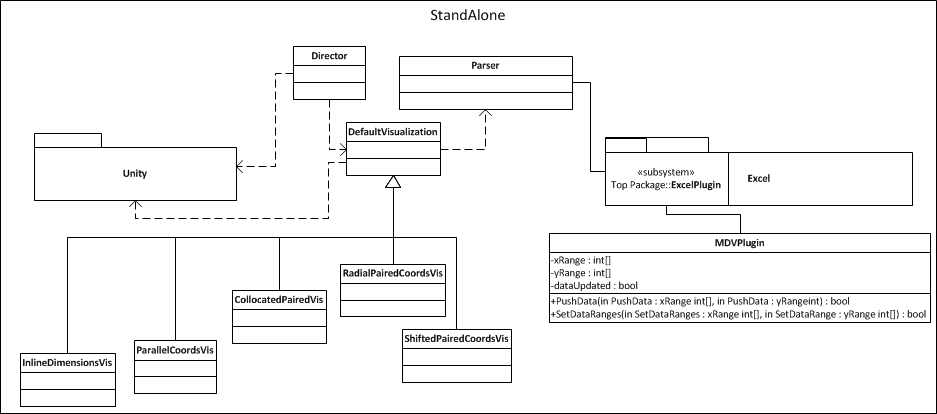 StandAlone
Director
Parser
DefaultVisualization
Unity
«subsystem»
Top Package::ExcelPlugin
Excel
MDVPlugin
-xRange : int[]
-yRange : int[]
-dataUpdated : bool
+PushData(in PushData : xRange int[], in PushData : yRangeint) : bool
+SetDataRanges(in SetDataRanges : xRange int[], in SetDataRange : yRange int[]) : bool
RadialPairedCoordsVis
CollocatedPairedVis
ShiftedPairedCoordsVis
ParallelCoordsVis
InlineDimensionsVis